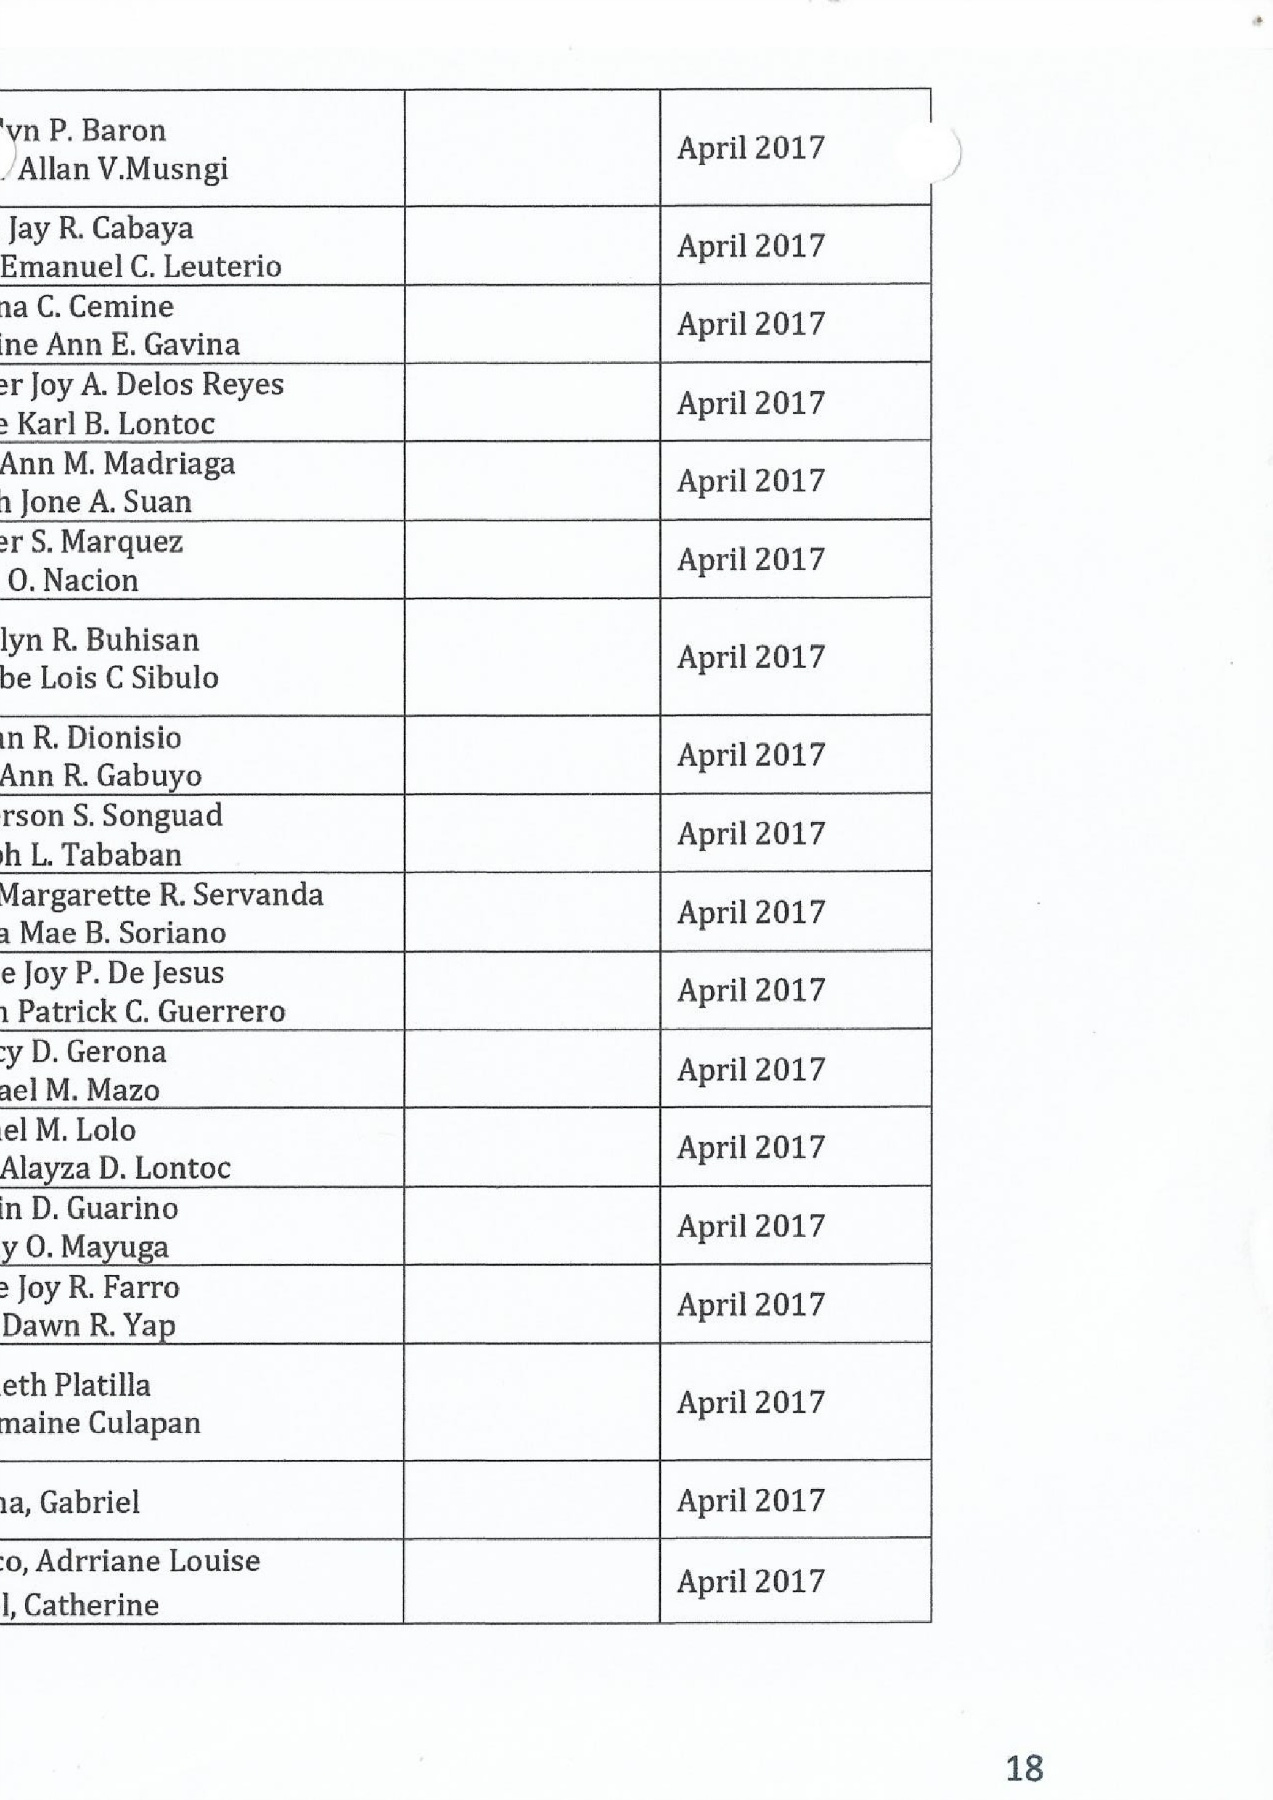 yn P. Baron
Allan V.Musngi
April 2017
Jay R. Cabaya
Emanuel C. Leuterio
April 2017
na C. Cemine
ine Ann E. Gavina
April 2017
er Joy A. Delos Reyes
e Karl B. Lontoc
April 2017
Ann M. Madriaga
h Jone A. Suan
April 2017
er S. Marquez
O. Nacion
April 2017
lyn R. Buhisan
be Lois C Sibulo
April 2017
an R. Dionisio
Ann R. Gabuyo
April 2017
rson S. Songuad
ph L. Tababan
April 2017
Margarette R. Servanda
a Mae B. Soriano
April 2017
e Joy P. De Jesus
n Patrick C. Guerrero
April 2017
cy D. Gerona
ael M. Mazo
April 2017
el M. Lolo
Alayza D. Lontoc
April 2017
in D. Guarino
y O. Mayuga
April 2017
e Joy R. Farro
Dawn R. Yap
April 2017
eth Platilla
maine Culapan
April 2017
na, Gabriel
April 2017
co, Adrriane Louise
l, Catherine
April 2017
18